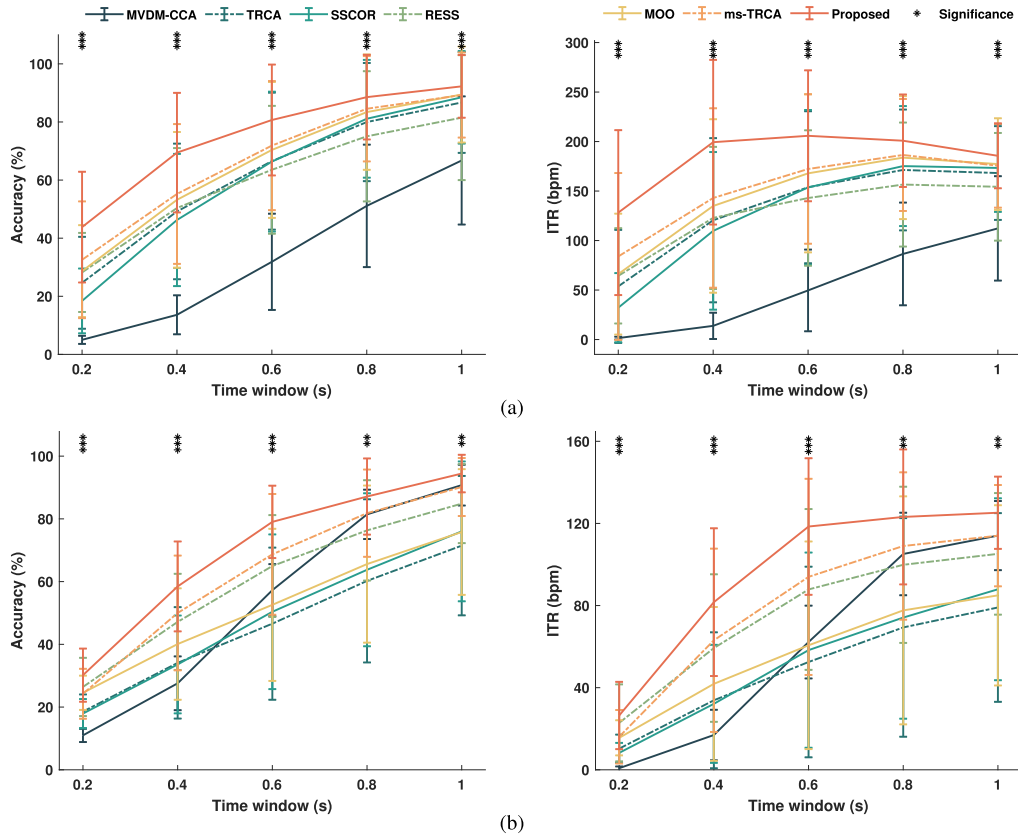 (a)
MVDM-CCA TRCA SSCOR RESS MOO ms-TRCA Proposed Significance
Accuracy (%)
100
80
60
40
20
0
0.2 0.4 0.6 0.8 1
Time window (s)
ITR (bpm)
300
250
200
150
100
50
0
0.2 0.4 0.6 0.8 1
Time window (s)
(a)
Accuracy (%)
100
80
60
40
20
0
0.2 0.4 0.6 0.8 1
Time window (s)
ITR (bpm)
160
120
80
40
0
0.2 0.4 0.6 0.8 1
Time window (s)
(b)